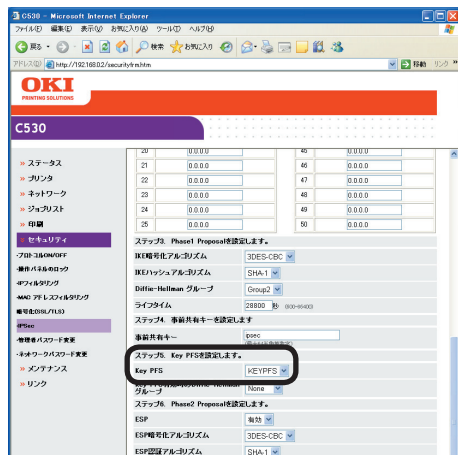 C530 - Microsoft Internet Explorer
ファイル(F) 編集(E) 表示(V) お気に入り(A) ツール(T) ヘルプ(H)
戻る 検索 お気に入り
アドレス(D) http://192.168.0.2/securityfrm.htm 移動 リンク »
OKI
PRINTING SOLUTIONS
C530
» ステータス
» プリンタ
» ネットワーク
» ジョブリスト
» 印刷
セキュリティ
-プロトコルON/OFF
-操作パネルのロック
-IPフィルタリング
-MAC アドレスフィルタリング
暗号化(SSL/TLS)
-IPSec
-管理者パスワード変更
-ネットワークパスワード変更
» メンテナンス
» リンク
20 0.0.0.0 45 0.0.0.0
21 0.0.0.0 46 0.0.0.0
22 0.0.0.0 47 0.0.0.0
23 0.0.0.0 48 0.0.0.0
24 0.0.0.0 49 0.0.0.0
25 0.0.0.0 50 0.0.0.0
ステップ3. Phase1 Proposalを設定します。
IKE暗号化アルゴリズム 3DES-CBC
IKEハッシュアルゴリズム SHA-1
Diffie-Hellman グループ Group2
ライフタイム 28800 秒 (600-86400)
ステップ4. 事前共有キーを設定します
事前共有キー ipsec
ステップ5. Key PFSを設定します。
Key PFS KEYPFS
Diffie-Hellman
グループ None
ステップ6. Phase2 Proposalを設定します。
ESP 有効
ESP暗号化アルゴリズム 3DES-CBC
ESP認証アルゴリズム SHA-1